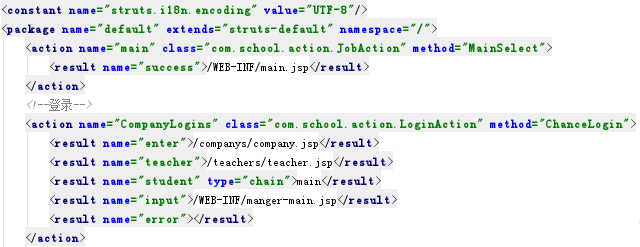 <constant name="struts.i18n.encoding" value="UTF-8"/>
<package name="default" extends="struts-default" namespace="/">
<action name="main" class="com.school.action.JobAction" method="MainSelect">
<result name="success">/WEB-INF/main.jsp</result>
</action>
<!--登录-->
<action name="CompanyLogins" class="com.school.action.LoginAction" method="ChanceLogin">
<result name="enter">/companys/company.jsp</result>
<result name="teacher">/teachers/teacher.jsp</result>
<result name="student" type="chain">main</result>
<result name="input">/WEB-INF/manger-main.jsp</result>
<result name="error"></result>
</action>